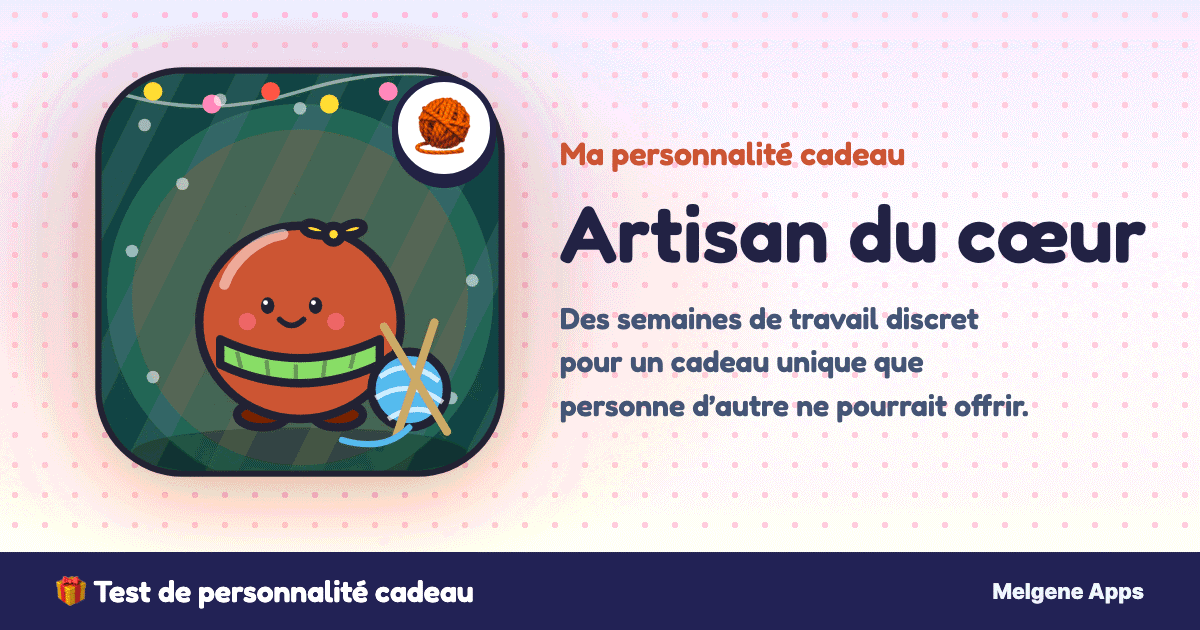 Ma personnalité cadeau
Artisan du cœur
Des semaines de travail discret
pour un cadeau unique que
personne d’autre ne pourrait offrir.
Test de personnalité cadeau
Melgene Apps